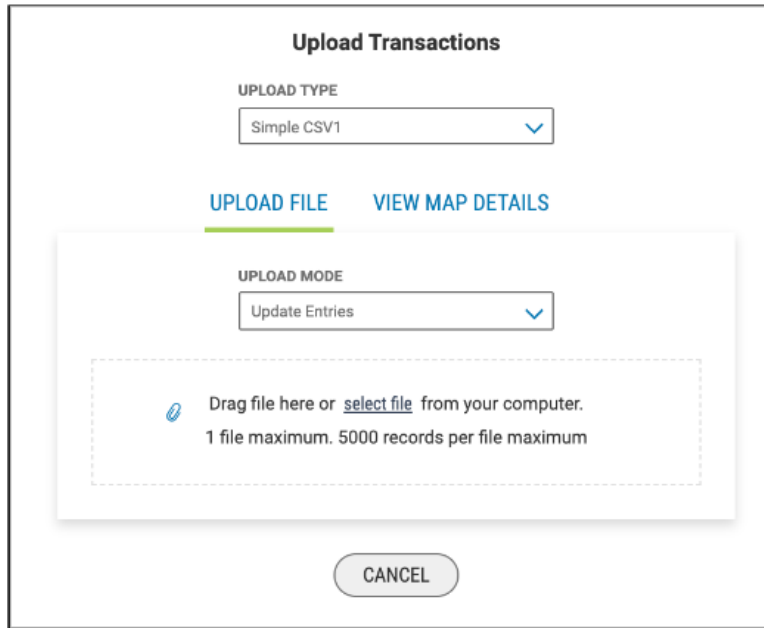 Upload Transactions
UPLOAD TYPE
Simple CSV1
UPLOAD FILE VIEW MAP DETAILS
UPLOAD MODE
Update Entries
Drag file here or select file from your computer.
1 file maximum. 5000 records per file maximum
CANCEL